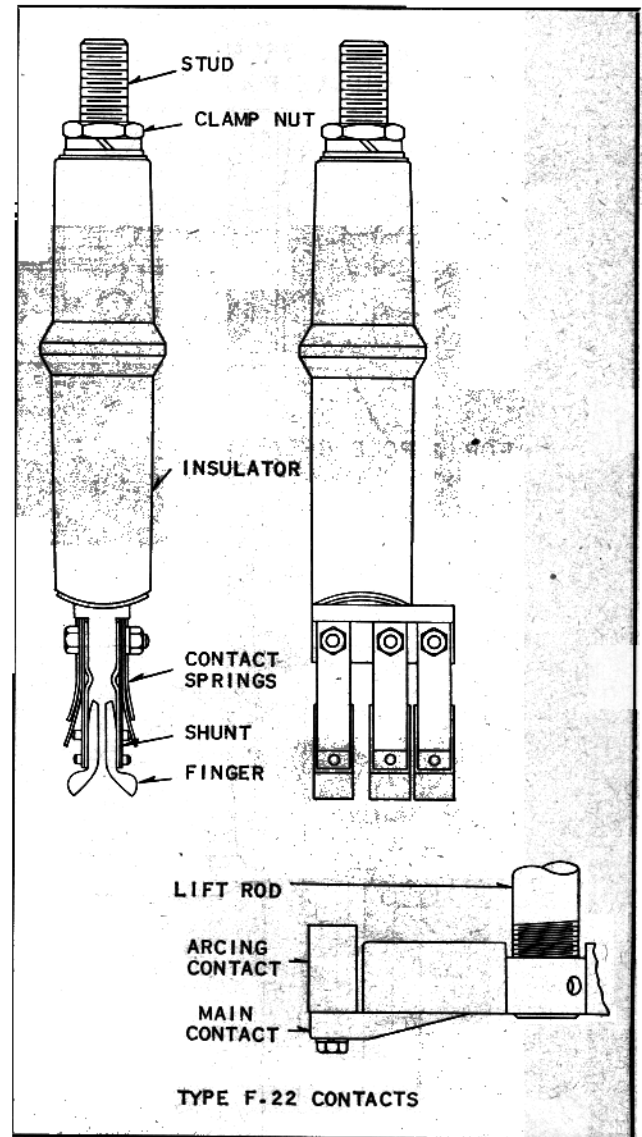 STUD
CLAMP NUT
INSULATOR
CONTACT
SPRINGS
SHUNT
FINGER
LIFT ROD
ARCING
CONTACT
MAIN
CONTACT
TYPE F-22 CONTACTS